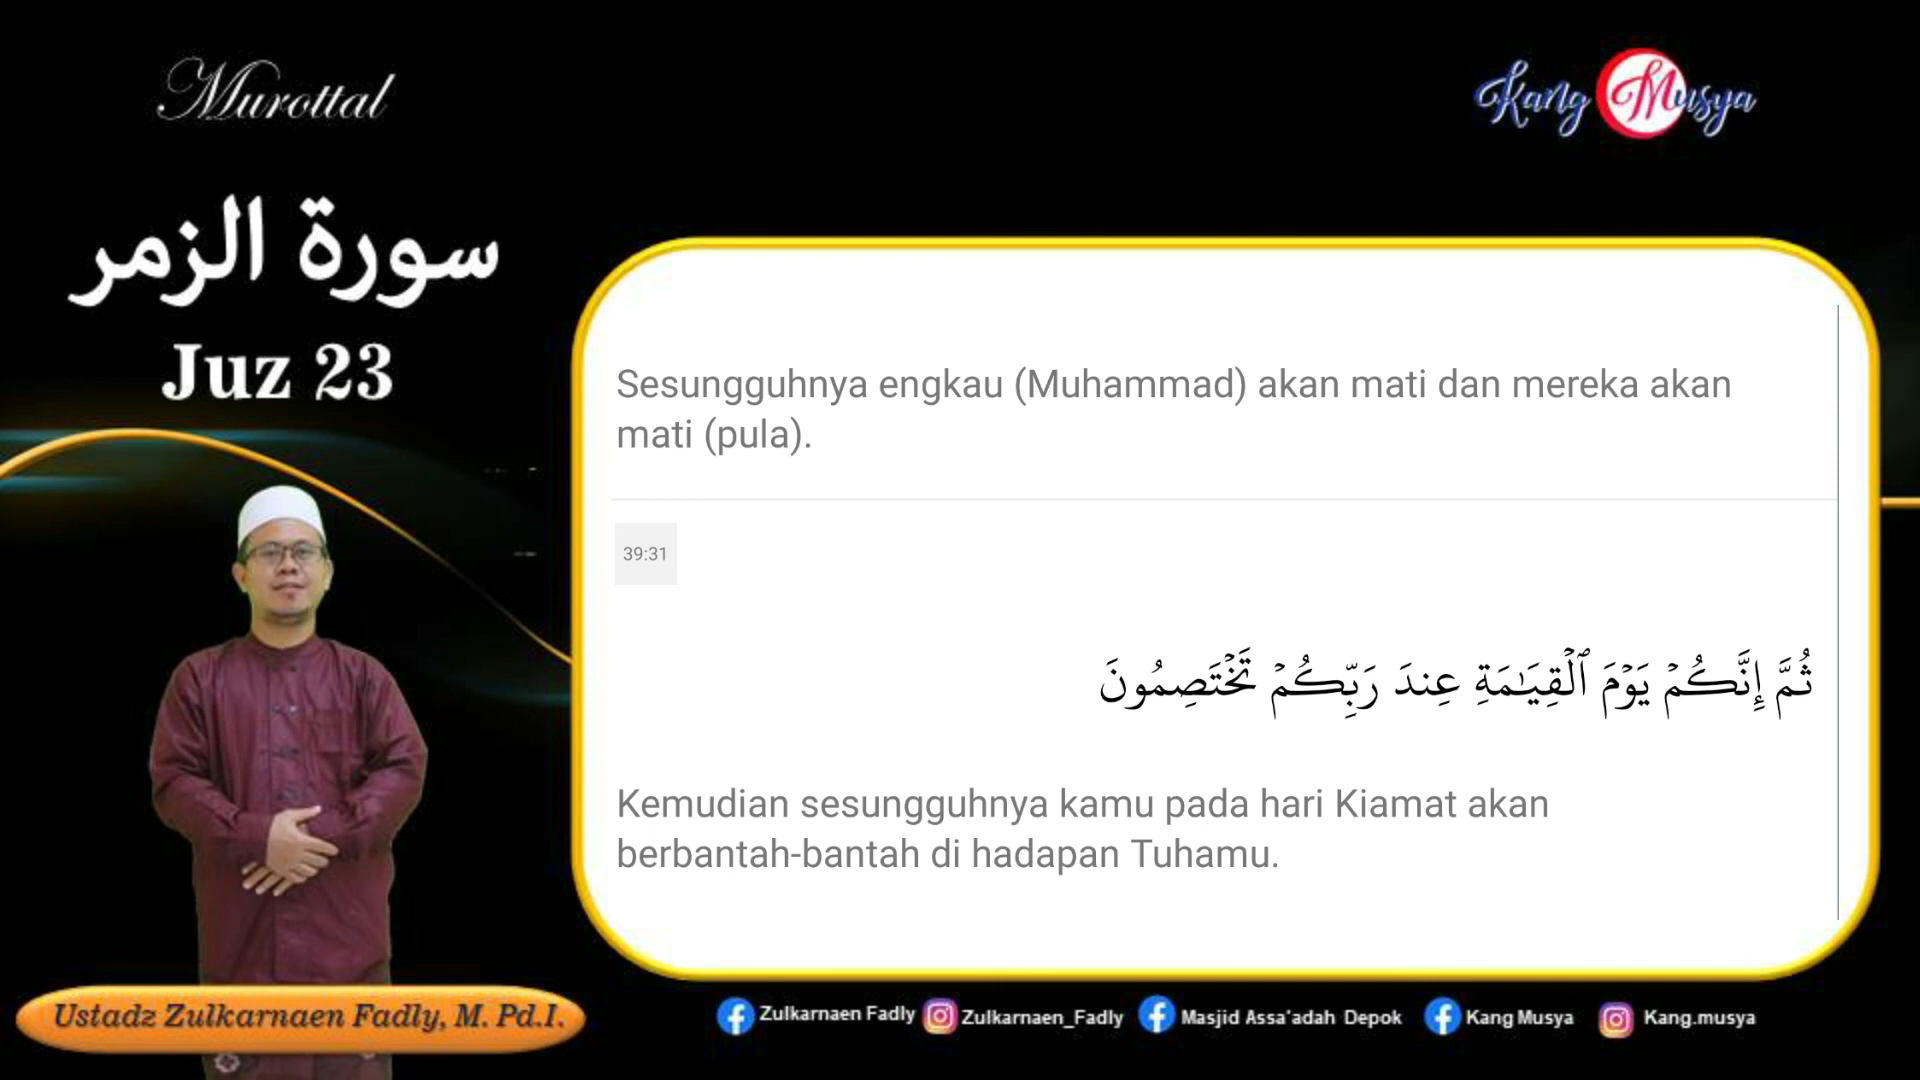 Murottal
Kang Musya
سورة الزمر
Juz 23
Sesungguhnya engkau (Muhammad) akan mati dan mereka akan
mati (pula).
39:31
ثُمَّ إِنَّكُمْ يَوْمَ ٱلْقِيَـٰمَةِ عِندَ رَبِّكُمْ تَخْتَصِمُونَ
Kemudian sesungguhnya kamu pada hari Kiamat akan
berbantah-bantah di hadapan Tuhamu.
Ustadz Zulkarnaen Fadly, M. Pd.I.
Zulkarnaen Fadly Zulkarnaen_Fadly Masjid Assa'adah Depok Kang Musya Kang.musya